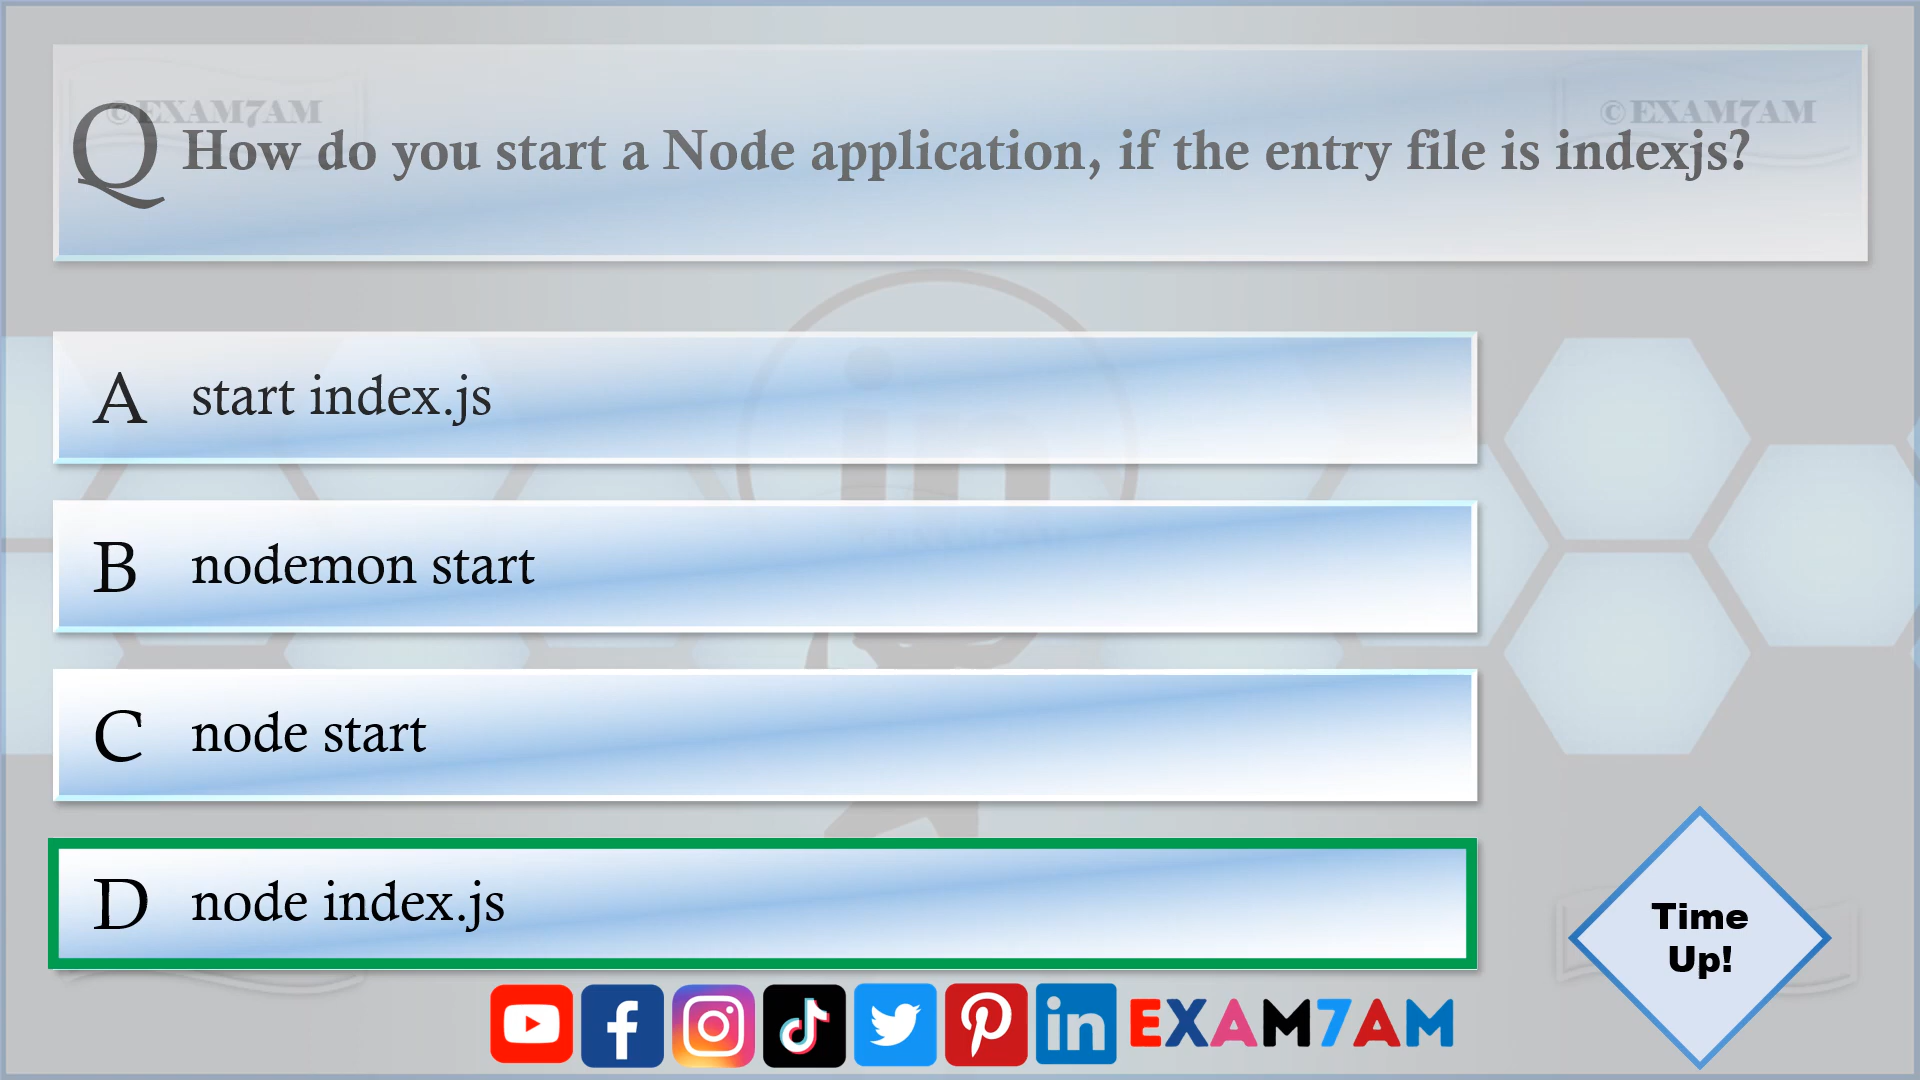 ©EXAM7AM
©EXAM7AM
Q How do you start a Node application, if the entry file is indexjs?
A start index.js
B nodemon start
C node start
D node index.js
Time
Up!
EXAM7AM